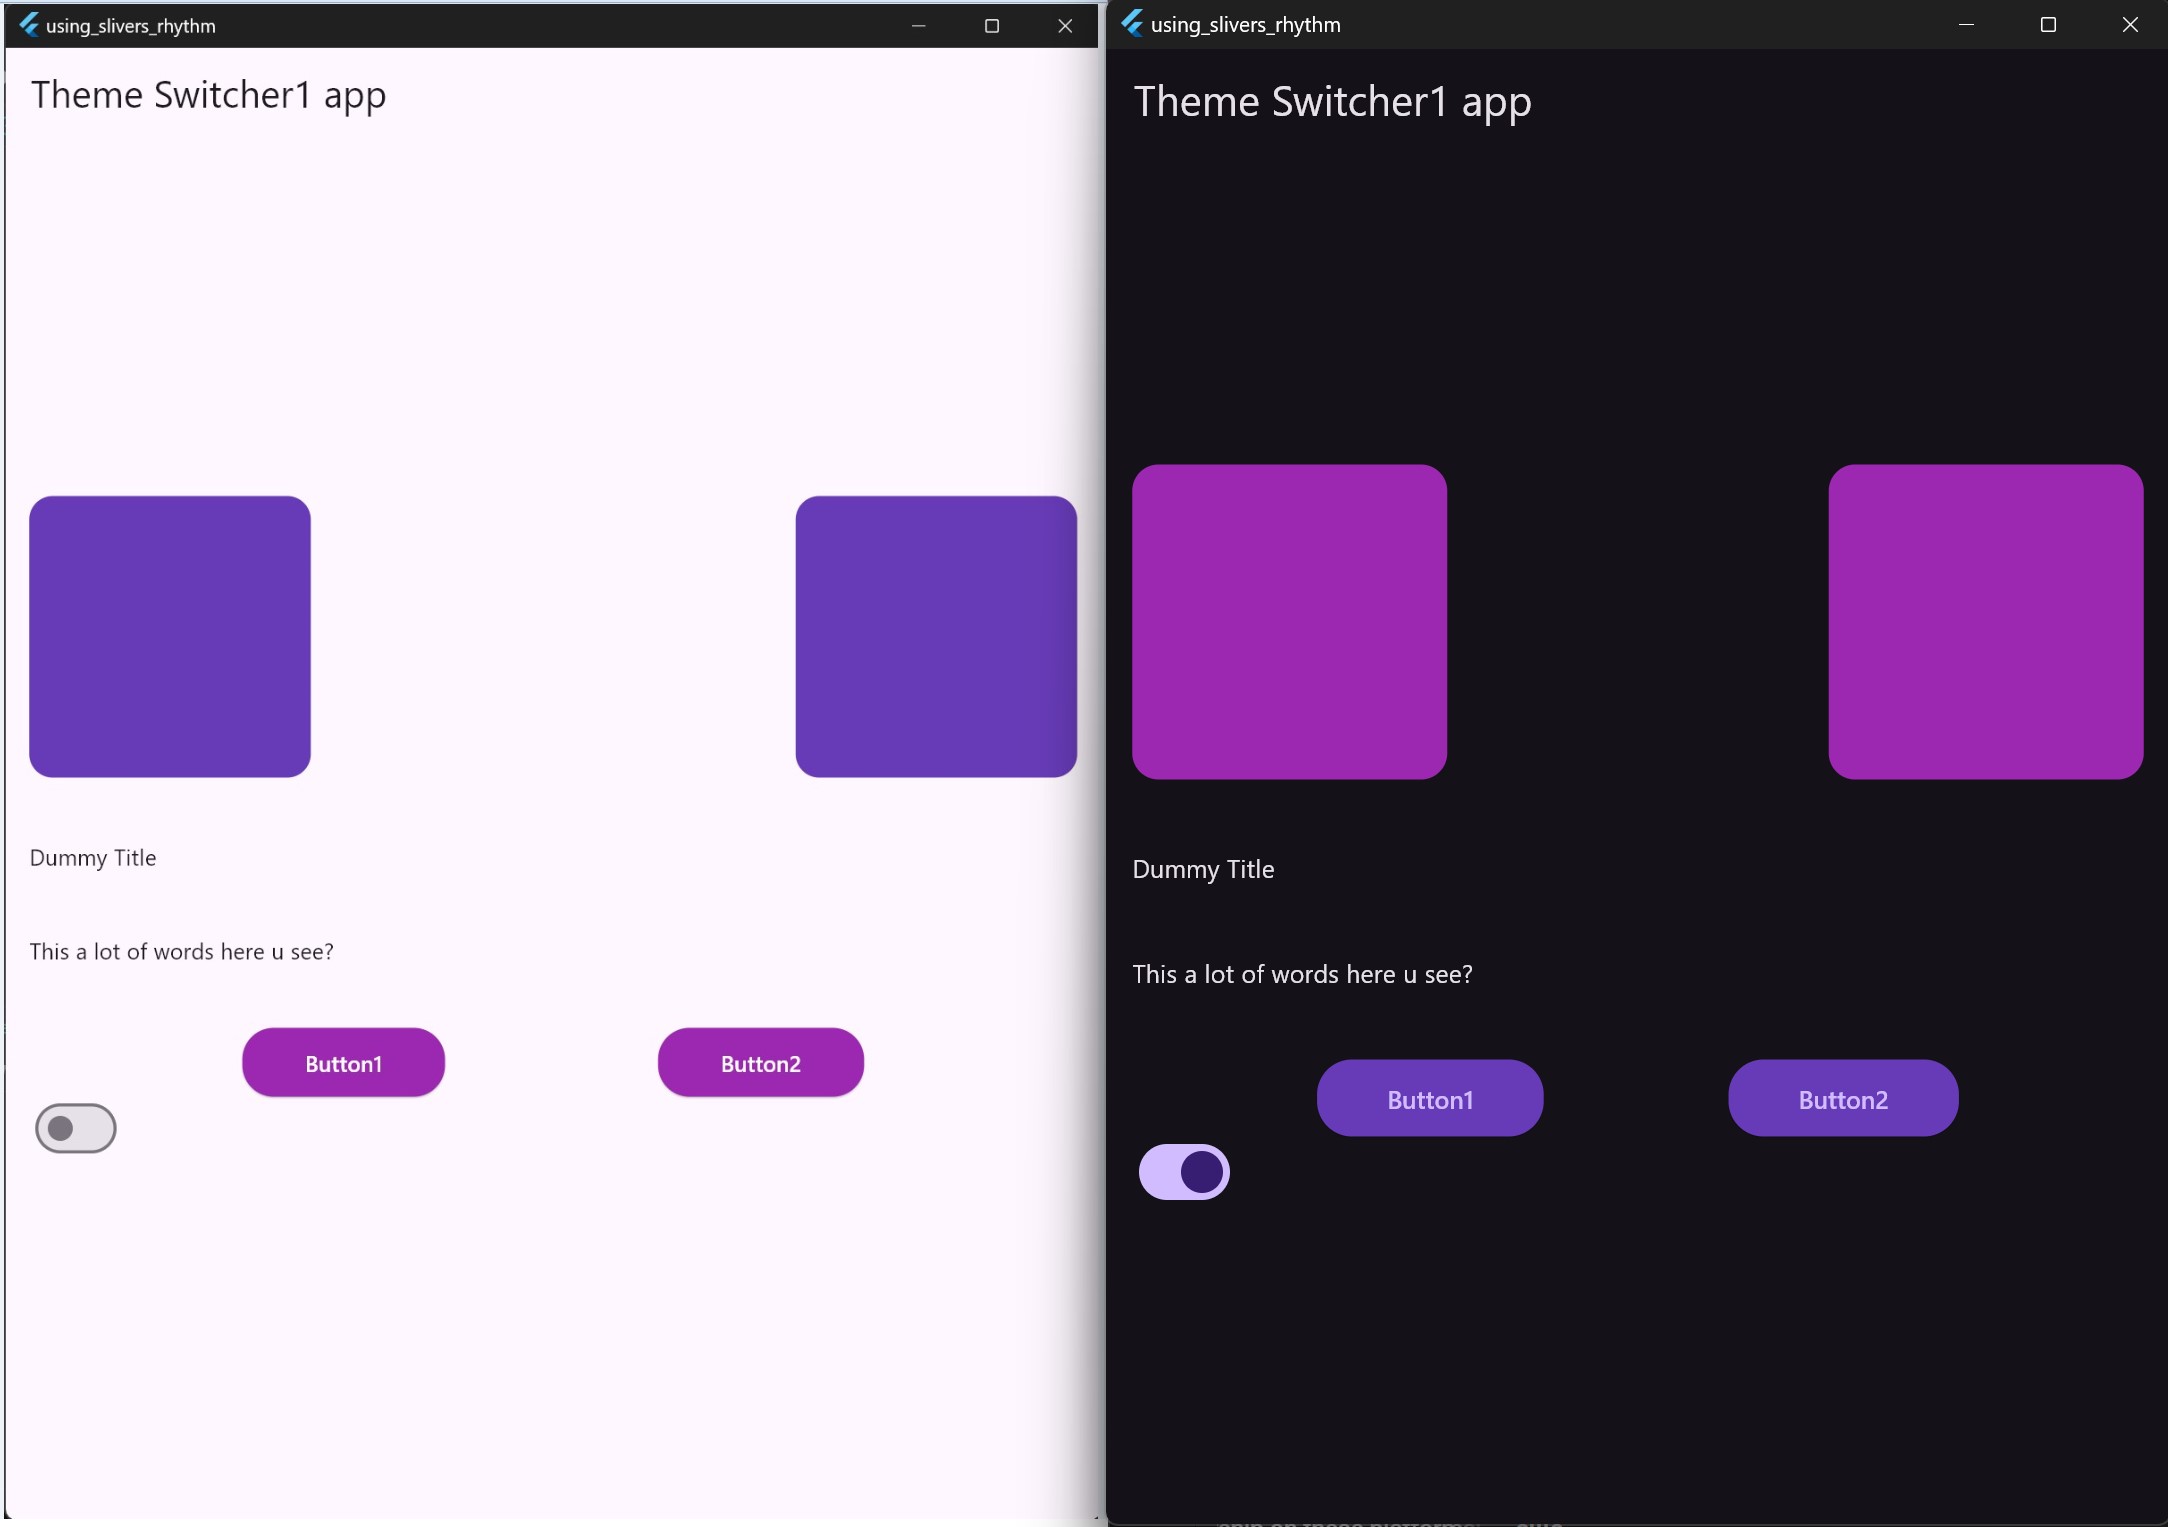 using_slivers_rhythm
Theme Switcher1 app
Dummy Title
This a lot of words here u see?
Button1 Button2
using_slivers_rhythm
Theme Switcher1 app
Dummy Title
This a lot of words here u see?
Button1 Button2